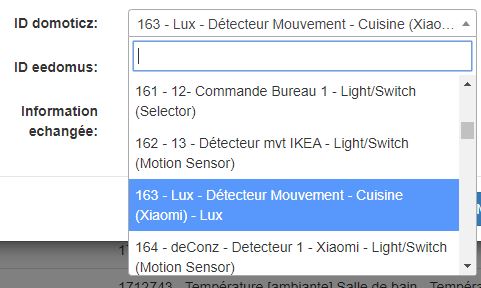 ID domoticz:
163 - Lux - Détecteur Mouvement - Cuisine (Xiao...
ID eedomus:
Information
echangée:
161 - 12- Commande Bureau 1 - Light/Switch
(Selector)
162 - 13 - Détecteur mvt IKEA - Light/Switch
(Motion Sensor)
163 - Lux - Détecteur Mouvement - Cuisine
(Xiaomi) - Lux
164 - deConz - Detecteur 1 - Xiaomi - Light/Switch
(Motion Sensor)
1712743 - Température [ambiante] Salle de bain - Températ